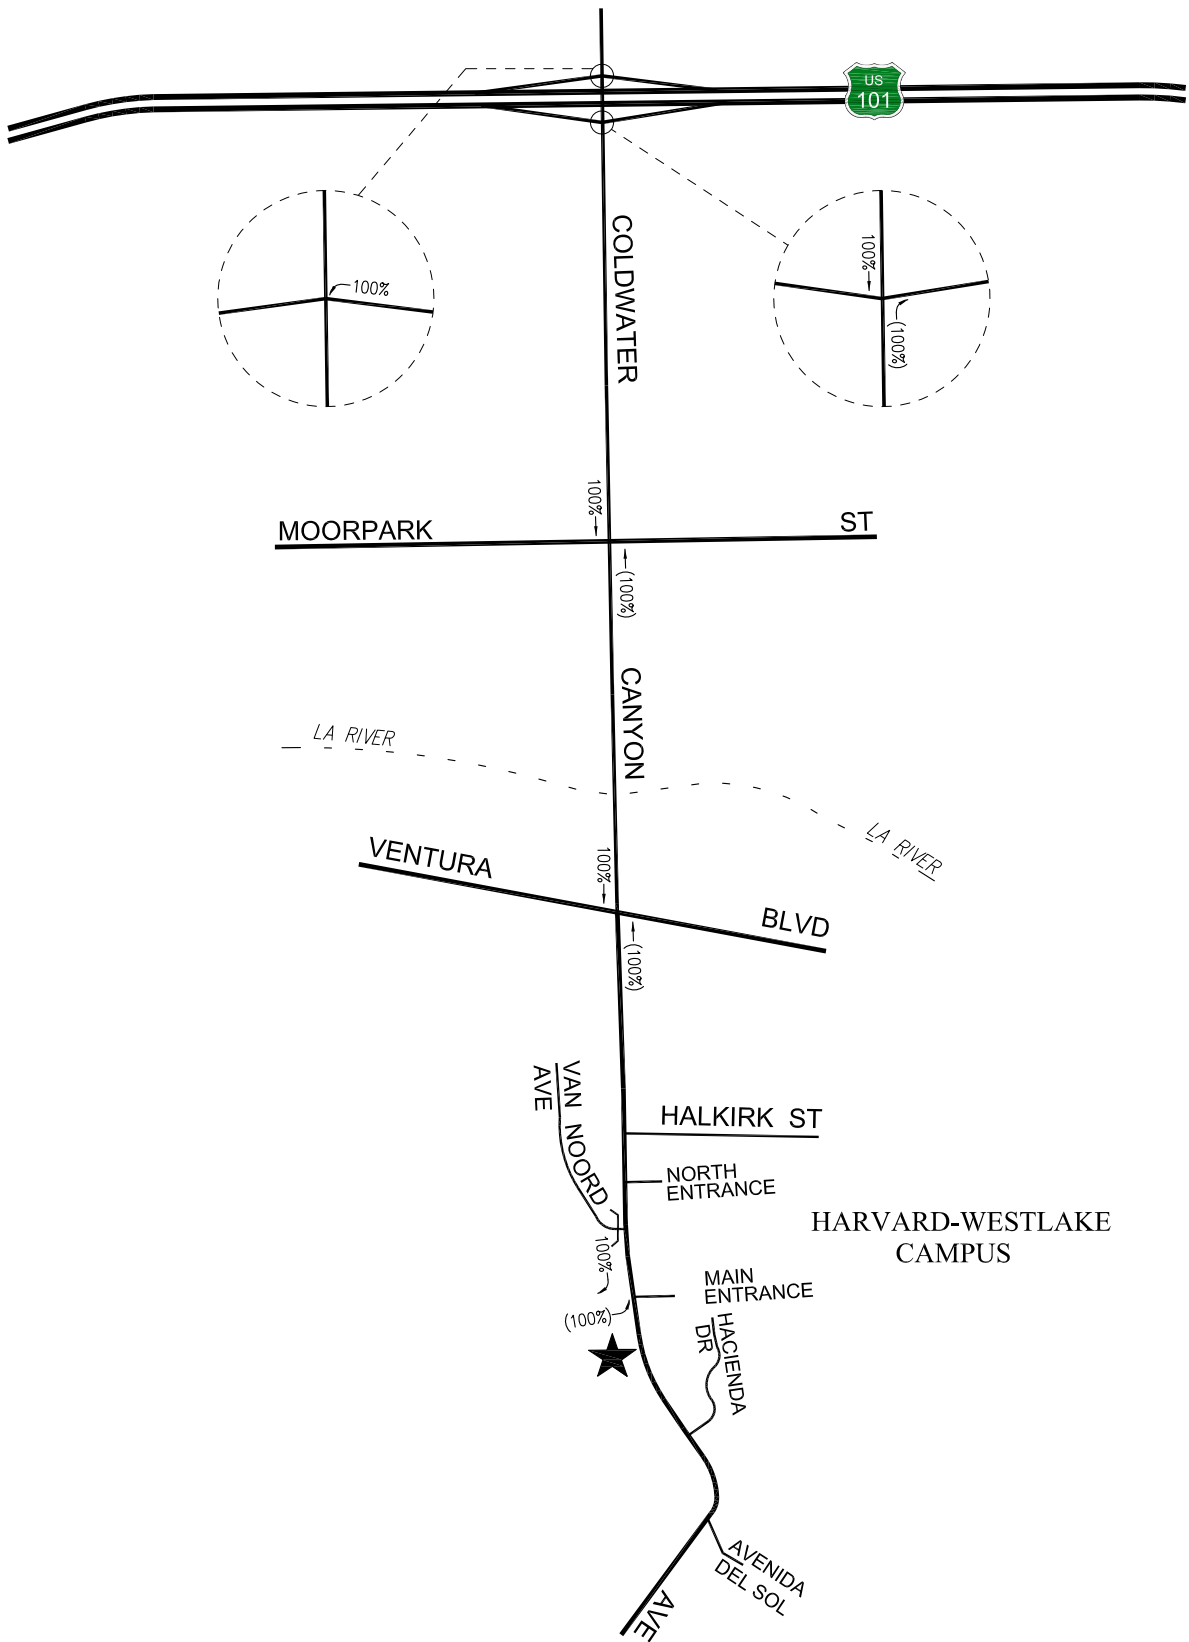 US
101
100%
100%
(100%)
COLDWATER
100%
MOORPARK
ST
(100%)
CANYON
LA RIVER
LA RIVER
VENTURA
100%
BLVD
(100%)
VAN NOORD
AVE
HALKIRK ST
NORTH
ENTRANCE
HARVARD-WESTLAKE
CAMPUS
100%
MAIN
ENTRANCE
(100%)
HACIENDA
DR
AVENIDA
DEL SOL
AVE